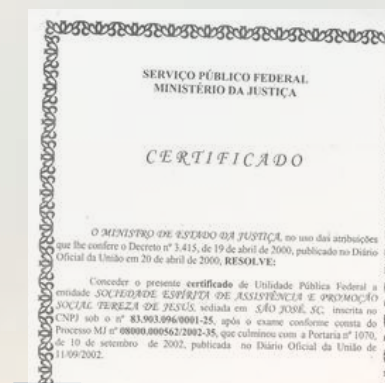 SERVIÇO PÚBLICO FEDERAL
MINISTÉRIO DA JUSTIÇA
CERTIFICADO
O MINISTRO DE ESTADO DA JUSTIÇA, no uso das atribuições
que lhe confere o Decreto nº 3.415, de 19 de abril de 2000, publicado no Diário
Oficial da União em 20 de abril de 2000, RESOLVE:
Conceder o presente certificado de Utilidade Pública Federal a
entidade SOCIEDADE ESPÍRITA DE ASSISTÊNCIA E PROMOÇÃO
SOCIAL TEREZA DE JESUS, sediada em SÃO JOSÉ, SC, inscrita no
CNPJ sob o nº 83.903.096/0001-25, após o exame conforme consta do
Processo MJ nº 08000.000562/2002-35, que culminou com a Portaria nº 1070,
de 10 de setembro de 2002, publicada no Diário Oficial da União de
11/09/2002.